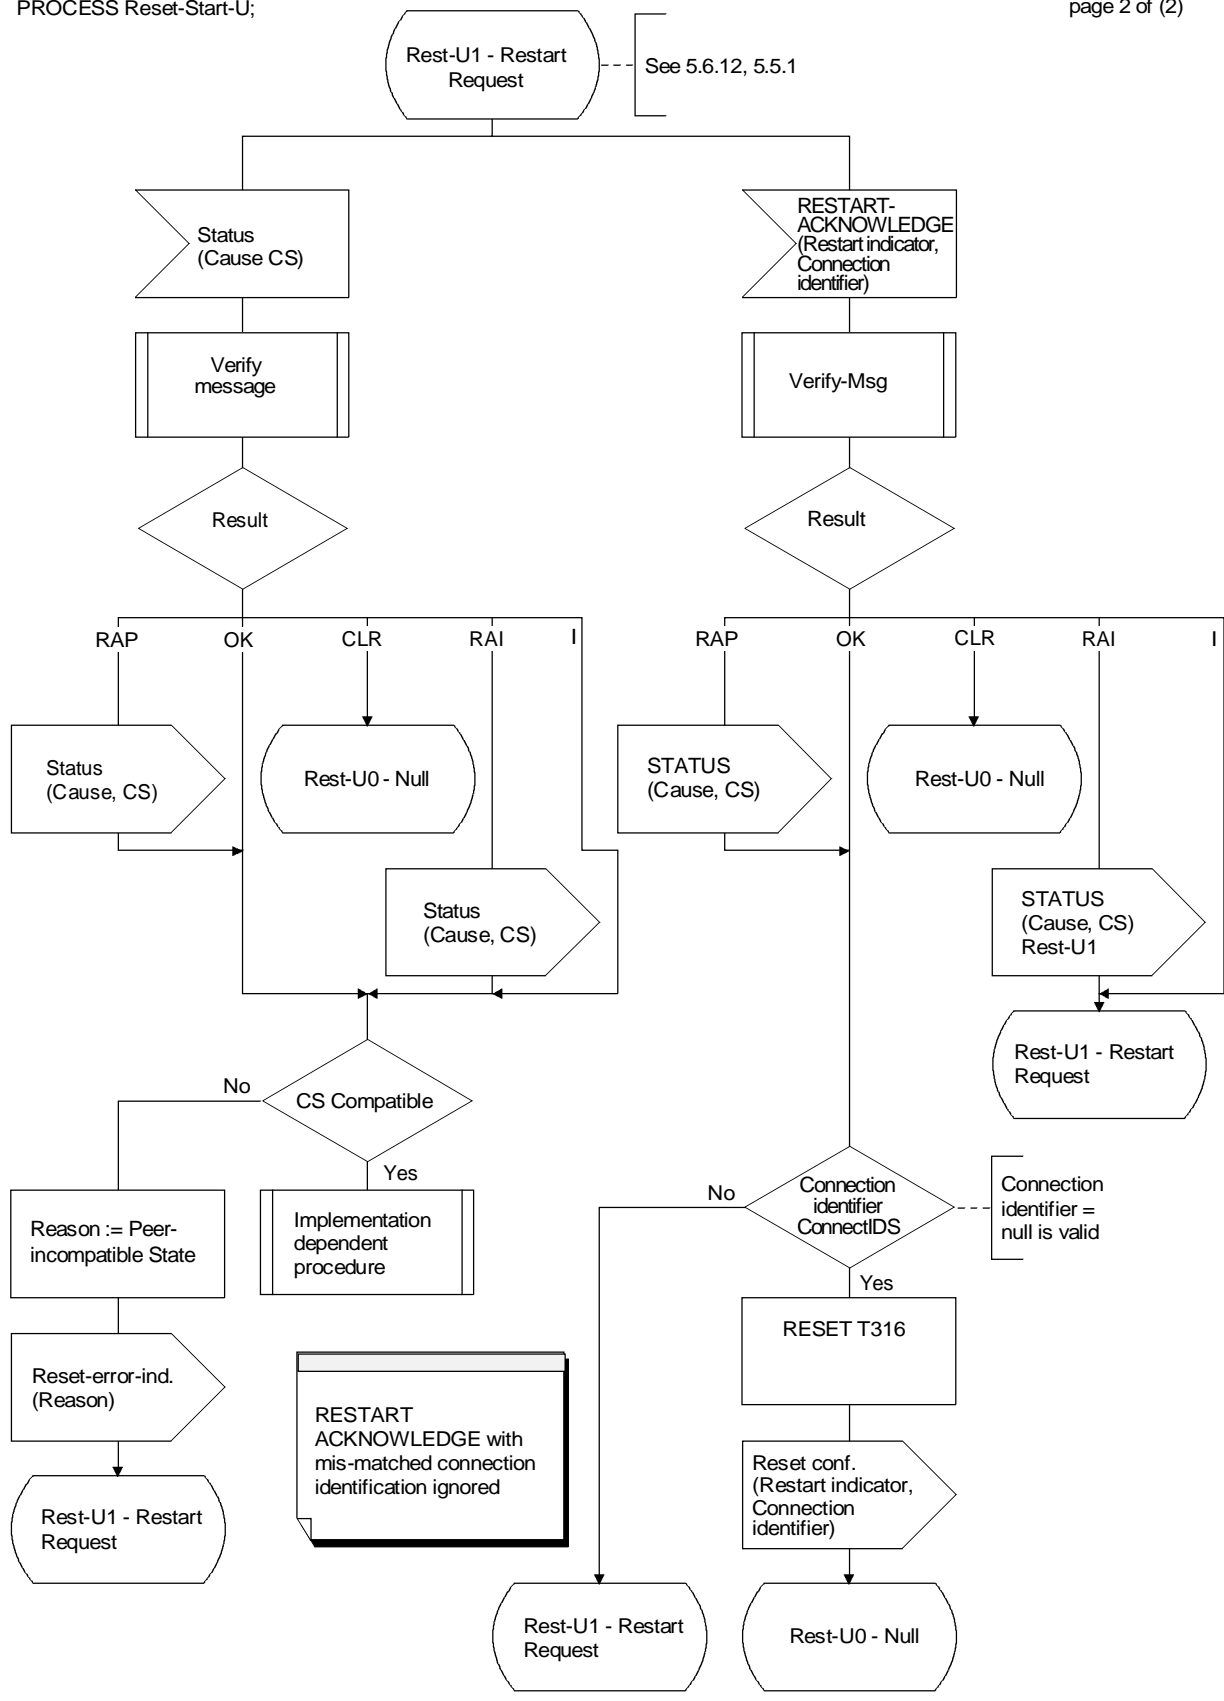 PROCESS Reset-Start-U;
page 2 of (2)
Rest-U1 - Restart
Request
See 5.6.12, 5.5.1
Status
(Cause CS)
RESTART-
ACKNOWLEDGE
(Restart indicator,
Connection
identifier)
Verify
message
Verify-Msg
Result
Result
RAP
OK
CLR
RAI
I
RAP
OK
CLR
RAI
I
Status
(Cause, CS)
Rest-U0 - Null
STATUS
(Cause, CS)
Rest-U0 - Null
Status
(Cause, CS)
STATUS
(Cause, CS)
Rest-U1
Rest-U1 - Restart
Request
No
CS Compatible
Yes
Reason := Peer-
incompatible State
Implementation
dependent
procedure
No
Connection
identifier
ConnectIDS
Connection
identifier =
null is valid
Yes
RESET T316
Reset-error-ind.
(Reason)
RESTART
ACKNOWLEDGE with
mis-matched connection
identification ignored
Reset conf.
(Restart indicator,
Connection
identifier)
Rest-U1 - Restart
Request
Rest-U1 - Restart
Request
Rest-U0 - Null